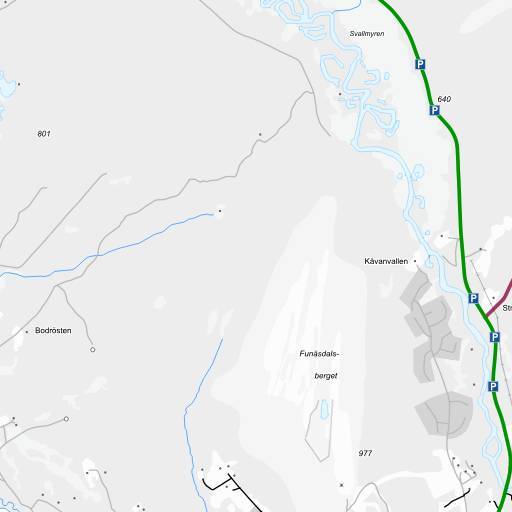 Svallmyren
P
640
P
801
Kåvanvallen
P
Str
Bodrösten
P
Funäsdals-
berget
P
977